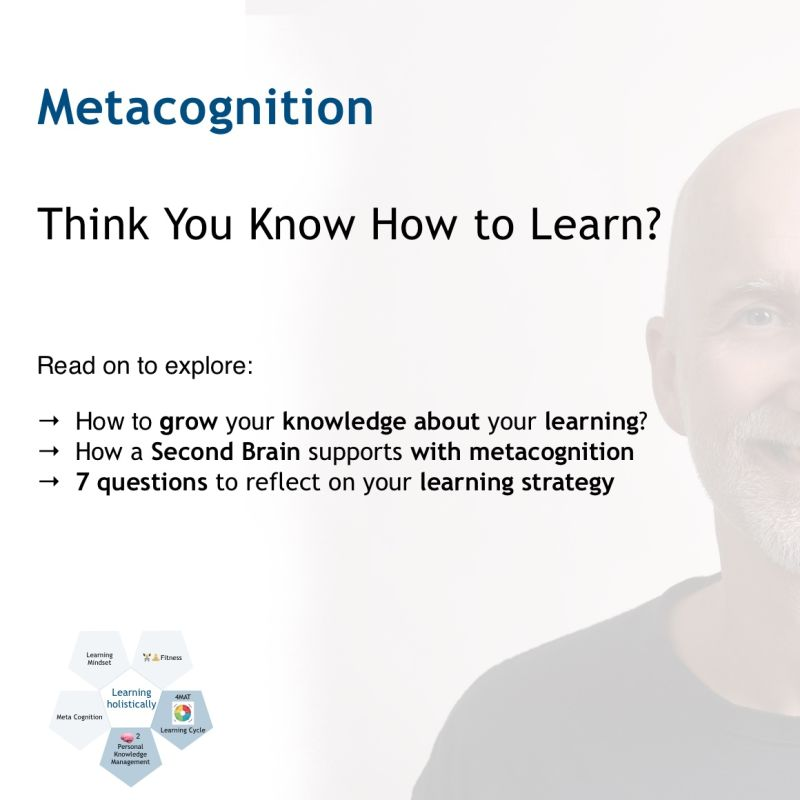 Metacognition
Think You Know How to Learn?
Read on to explore:
→ How to grow your knowledge about your learning?
→ How a Second Brain supports with metacognition
→ 7 questions to reflect on your learning strategy
Learning
Mindset
Fitness
Learning
holistically
Meta Cognition
4MAT
Learning Cycle
2
Personal
Knowledge
Management